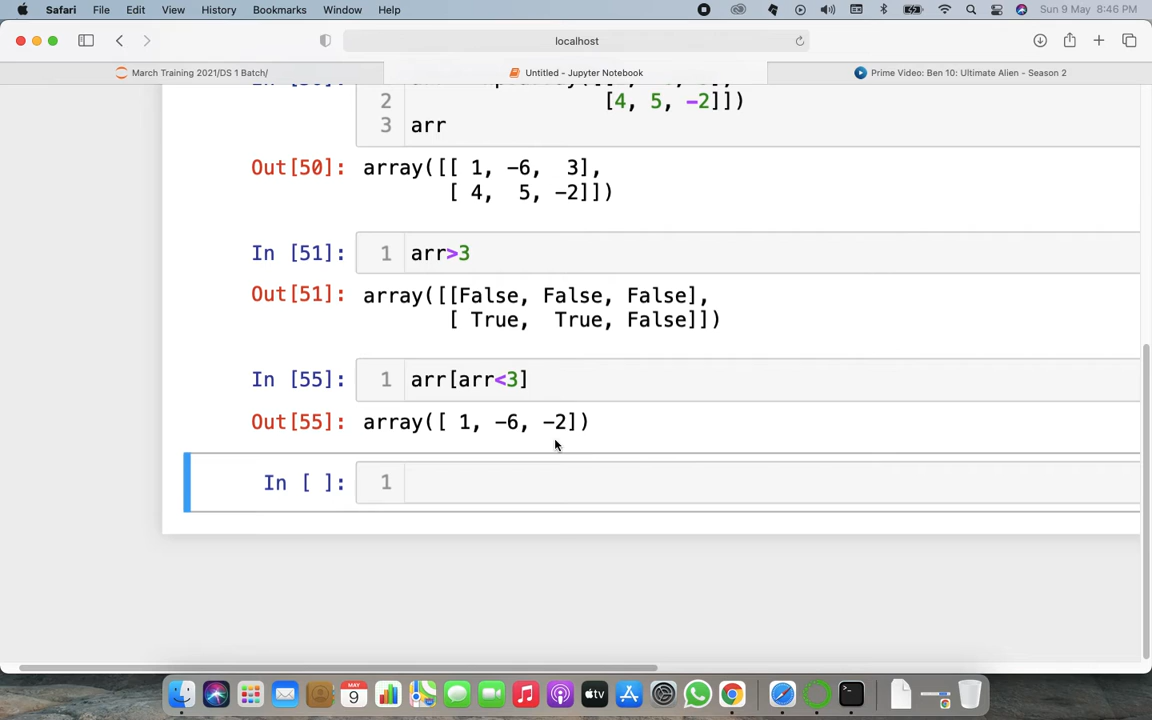 Safari File Edit View History Bookmarks Window Help Sun 9 May 8:46 PM
localhost
March Training 2021/DS 1 Batch/ Untitled - Jupyter Notebook Prime Video: Ben 10: Ultimate Alien - Season 2
2 [4, 5, -2]])
3 arr
Out[50]: array([[ 1, -6, 3],
[ 4, 5, -2]])
In [51]: 1 arr>3
Out[51]: array([[False, False, False],
[ True, True, False]])
In [55]: 1 arr[arr<3]
Out[55]: array([ 1, -6, -2])
In [ ]: 1
MAY
9
tv